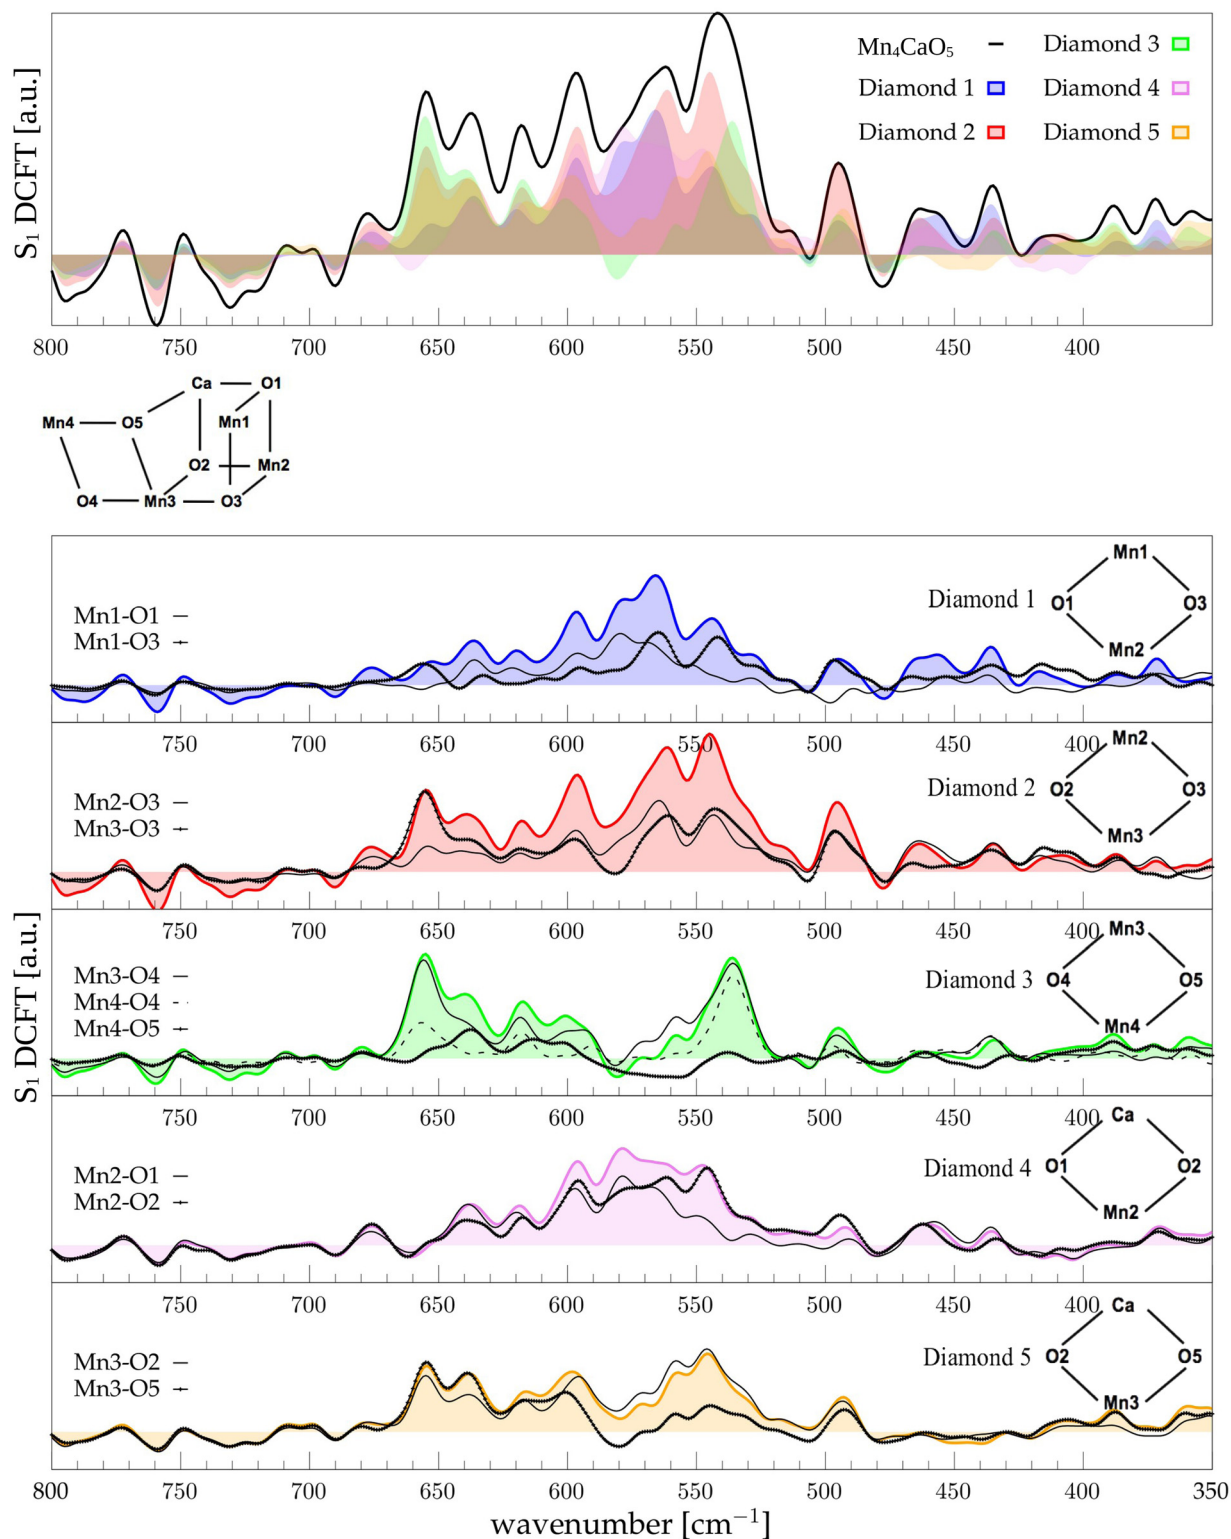 S₁ DCFT [a.u.]
Mn₄CaO₅
Diamond 1
Diamond 2
Diamond 3
Diamond 4
Diamond 5
800 750 700 650 600 550 500 450 400 350
Ca O1
Mn4 O5 Mn1
O2 Mn2
O4 Mn3 O3
S₁ DCFT [a.u.]
Mn1-O1
Mn1-O3
Diamond 1
Mn1
O1 O3
Mn2
750 700 650 600 550 500 450 400
Mn2-O3
Mn3-O3
Diamond 2
Mn2
O2 O3
Mn3
750 700 650 600 550 500 450 400
Mn3-O4
Mn4-O4
Mn4-O5
Diamond 3
Mn3
O4 O5
Mn4
750 700 650 600 550 500 450 400
Mn2-O1
Mn2-O2
Diamond 4
Ca
O1 O2
Mn2
750 700 650 600 550 500 450 400
Mn3-O2
Mn3-O5
Diamond 5
Ca
O2 O5
Mn3
800 750 700 650 600 550 500 450 400 350
wavenumber [cm⁻¹]